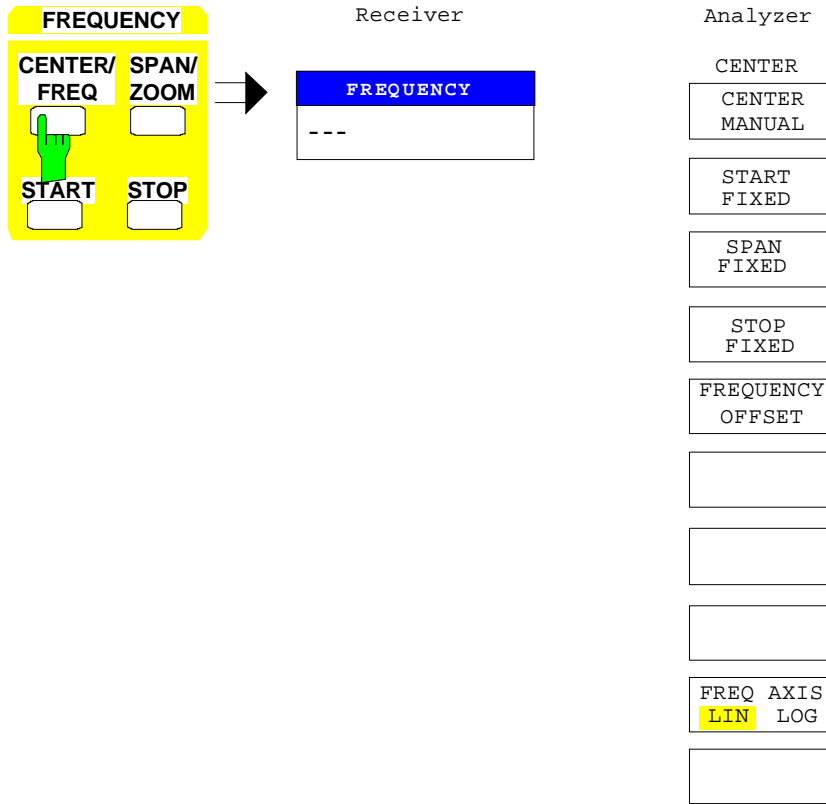 FREQUENCY
CENTER/ SPAN/
FREQ ZOOM
START STOP
Receiver
FREQUENCY
---
Analyzer
CENTER
CENTER
MANUAL
START
FIXED
SPAN
FIXED
STOP
FIXED
FREQUENCY
OFFSET
FREQ AXIS
LIN LOG